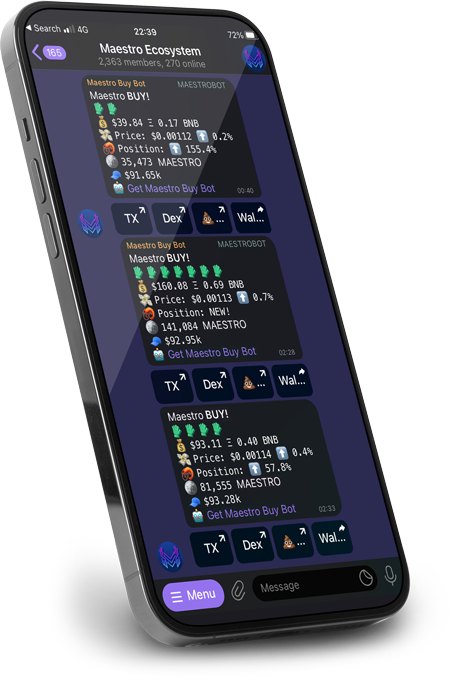 Search 4G 22:39 72%
165 Maestro Ecosystem
2,363 members, 270 online
Maestro Buy Bot MAESTROBOT
Maestro BUY!
$39.84 Ξ 0.17 BNB
Price: $0.00112 ⬆ 0.2%
Position: ⬆ 155.4%
35,473 MAESTRO
$91.65k
Get Maestro Buy Bot 00:40
TX Dex 💩 ... Wal...
Maestro Buy Bot MAESTROBOT
Maestro BUY!
$160.08 Ξ 0.69 BNB
Price: $0.00113 ⬆ 0.7%
Position: NEW!
141,084 MAESTRO
$92.95k
Get Maestro Buy Bot 02:28
TX Dex 💩 ... Wal...
Maestro BUY!
$93.11 Ξ 0.40 BNB
Price: $0.00114 ⬆ 0.4%
Position: ⬆ 57.8%
81,555 MAESTRO
$93.28k
Get Maestro Buy Bot 02:33
TX Dex 💩 ... Wal...
Menu Message